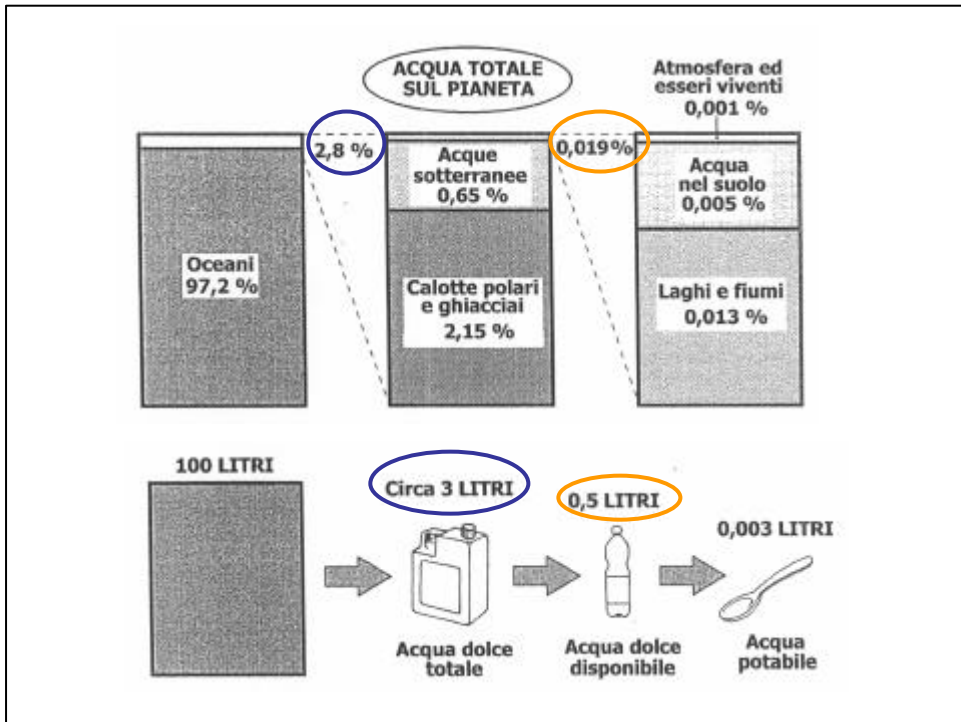 ACQUA TOTALE
SUL PIANETA
Atmosfera ed
esseri viventi
0,001 %
2,8 %
0,019%
Acque
sotterranee
0,65 %
Acqua
nel suolo
0,005 %
Oceani
97,2 %
Calotte polari
e ghiacciai
2,15 %
Laghi e fiumi
0,013 %
100 LITRI
Circa 3 LITRI
0,5 LITRI
0,003 LITRI
Acqua dolce
totale
Acqua dolce
disponibile
Acqua
potabile